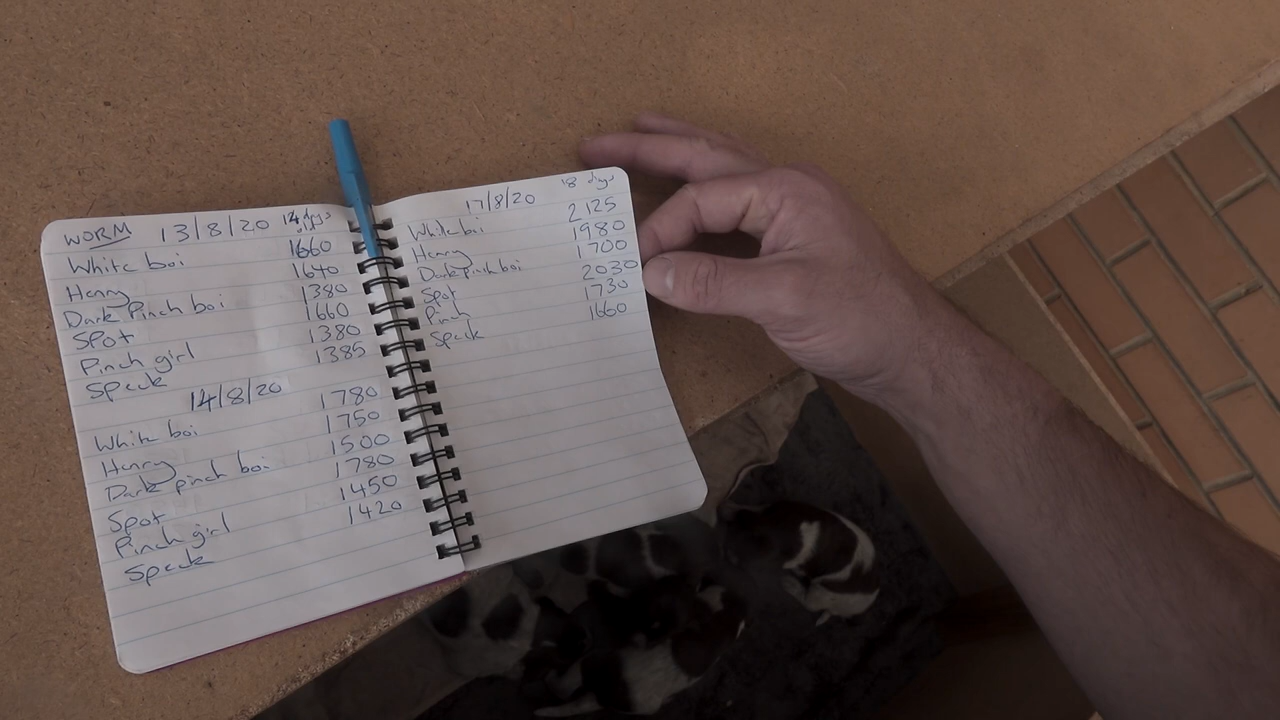 WORM 13/8/20 14 dys
White boi 1660
Henry 1640
Dark Pinch boi 1380
Spot 1660
Pinch girl 1380
Speck 1385
14/8/20
White boi 1780
Henry 1750
Dark pinch boi 1500
Spot 1780
Pinch girl 1450
Speck 1420
17/8/20 18 dys
White boi 2125
Henry 1980
Dark pinch boi 1700
Spot 2030
Pinch 1730
Speck 1660